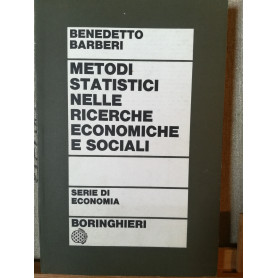 BENEDETTO
BARBERI
METODI
STATISTICI
NELLE
RICERCHE
ECONOMICHE
E SOCIALI
SERIE DI
ECONOMIA
BORINGHIERI